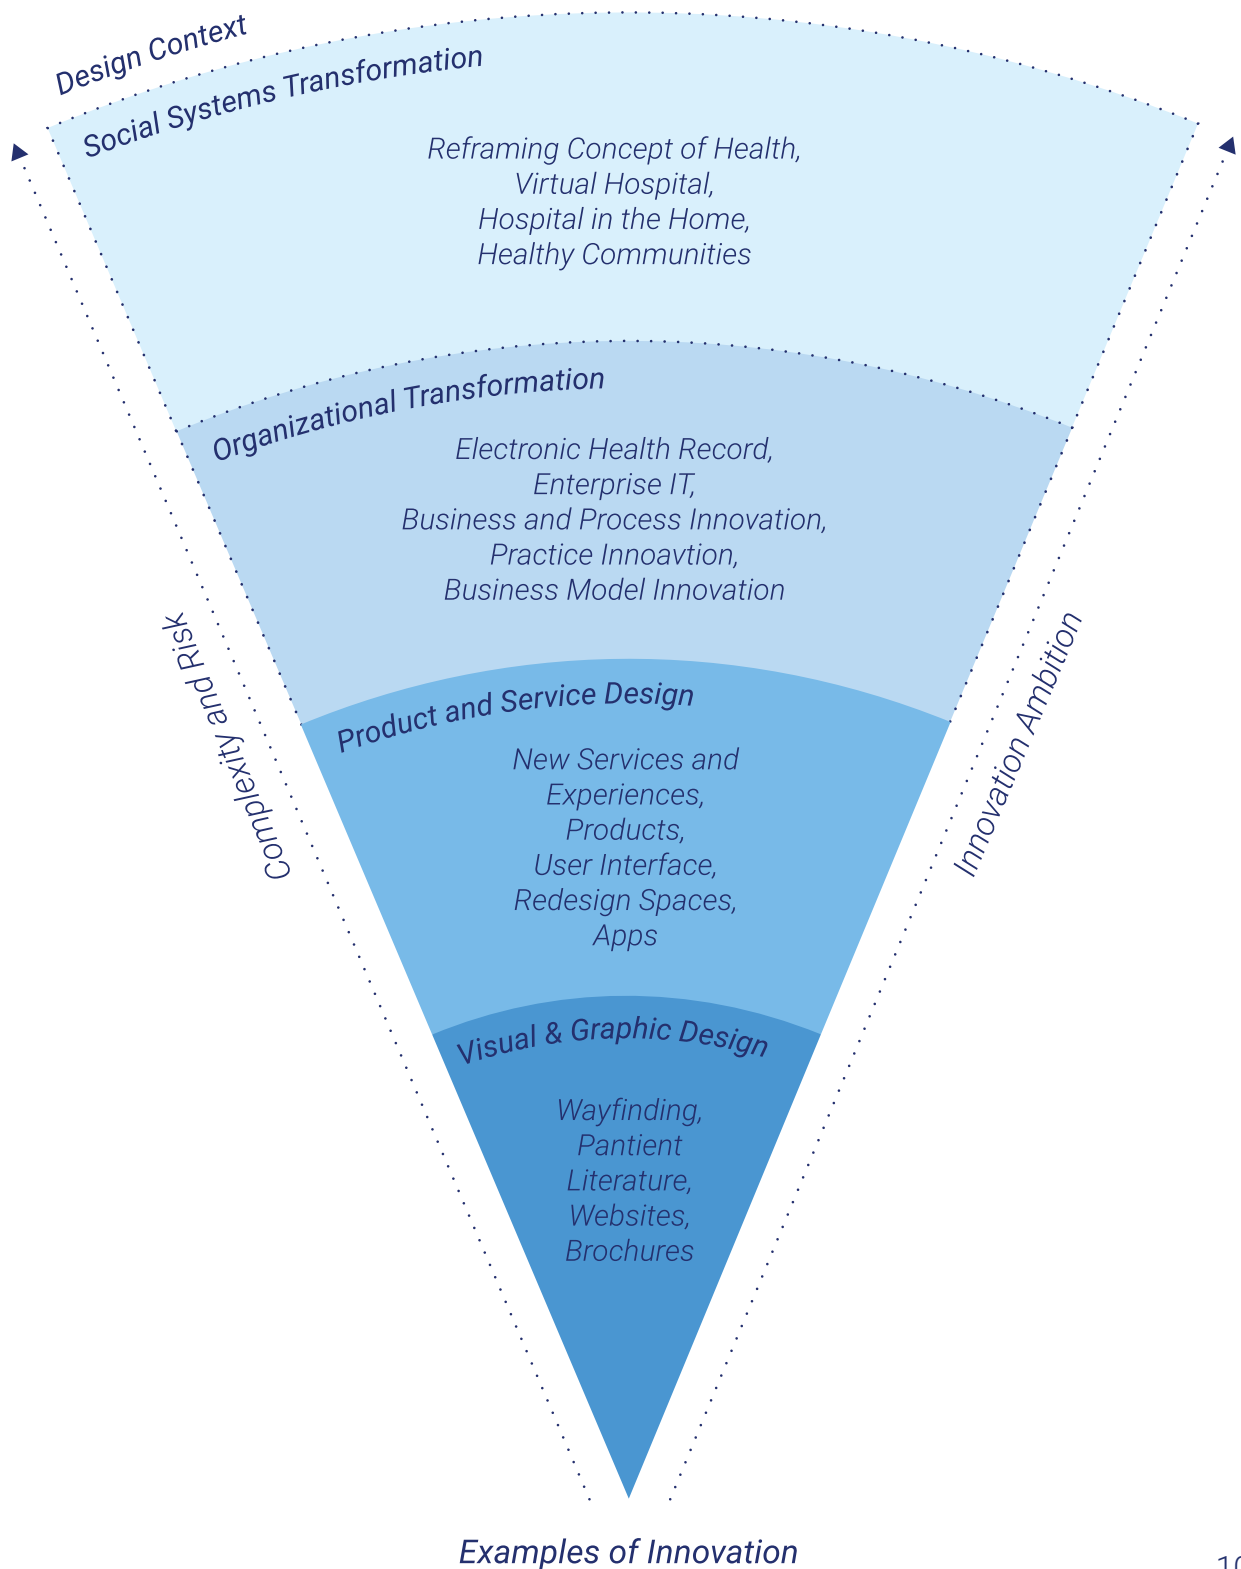 Design Context
Social Systems Transformation
Reframing Concept of Health,
Virtual Hospital,
Hospital in the Home,
Healthy Communities
Organizational Transformation
Electronic Health Record,
Enterprise IT,
Business and Process Innovation,
Practice Innoavtion,
Business Model Innovation
Complexity and Risk
Innovation Ambition
Product and Service Design
New Services and
Experiences,
Products,
User Interface,
Redesign Spaces,
Apps
Visual & Graphic Design
Wayfinding,
Pantient
Literature,
Websites,
Brochures
Examples of Innovation